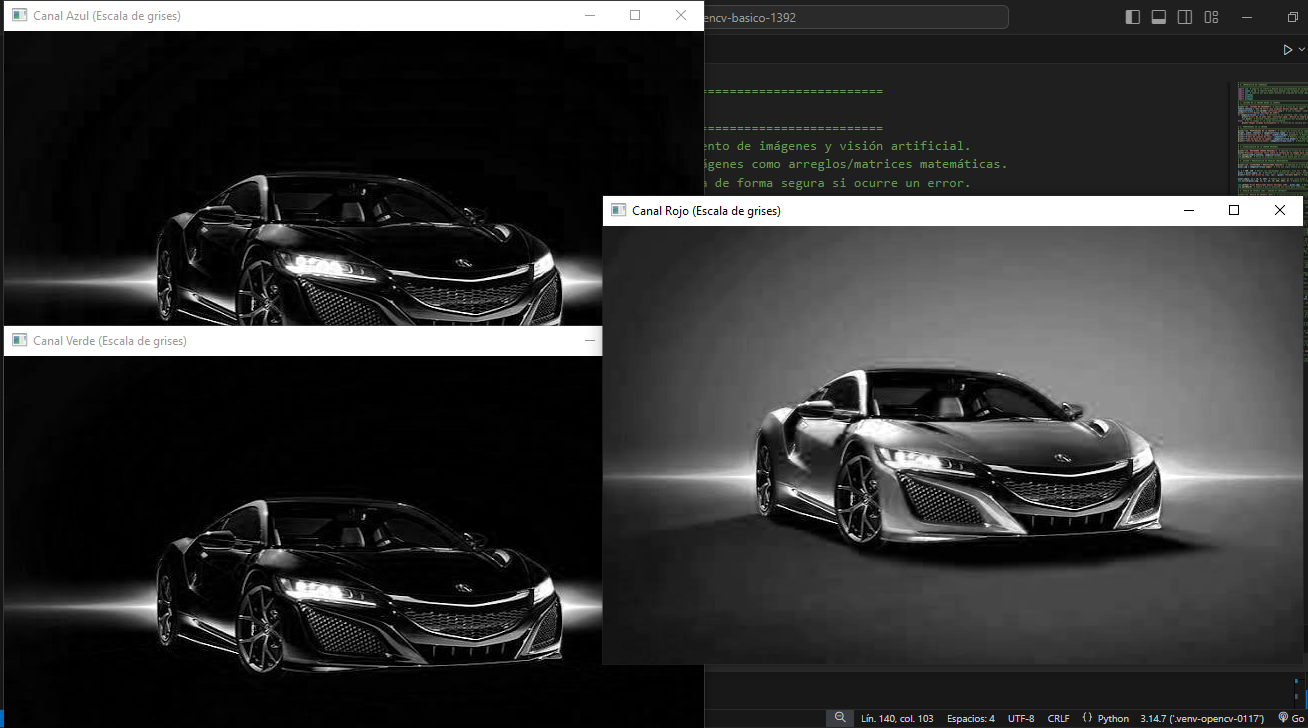 Canal Azul (Escala de grises)
encv-basico-1392
=========================
=========================
ento de imágenes y visión artificial.
genes como arreglos/matrices matemáticas.
de forma segura si ocurre un error.
Canal Rojo (Escala de grises)
Canal Verde (Escala de grises)
Lín. 140, col. 103 Espacios: 4 UTF-8 CRLF {} Python 3.14.7 ('.venv-opencv-0117') Go